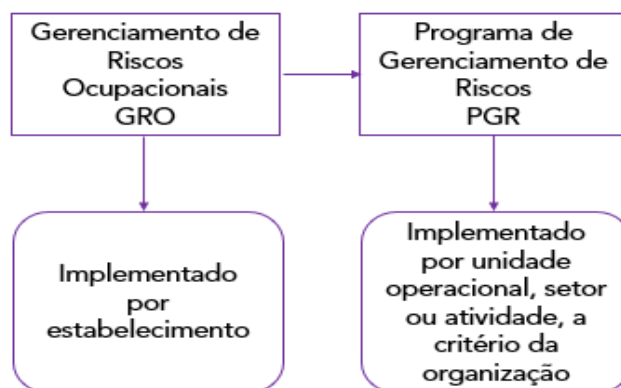 Gerenciamento de
Riscos
Ocupacionais
GRO
Programa de
Gerenciamento de
Riscos
PGR
Implementado
por
estabelecimento
Implementado
por unidade
operacional, setor
ou atividade, a
critério da
organização